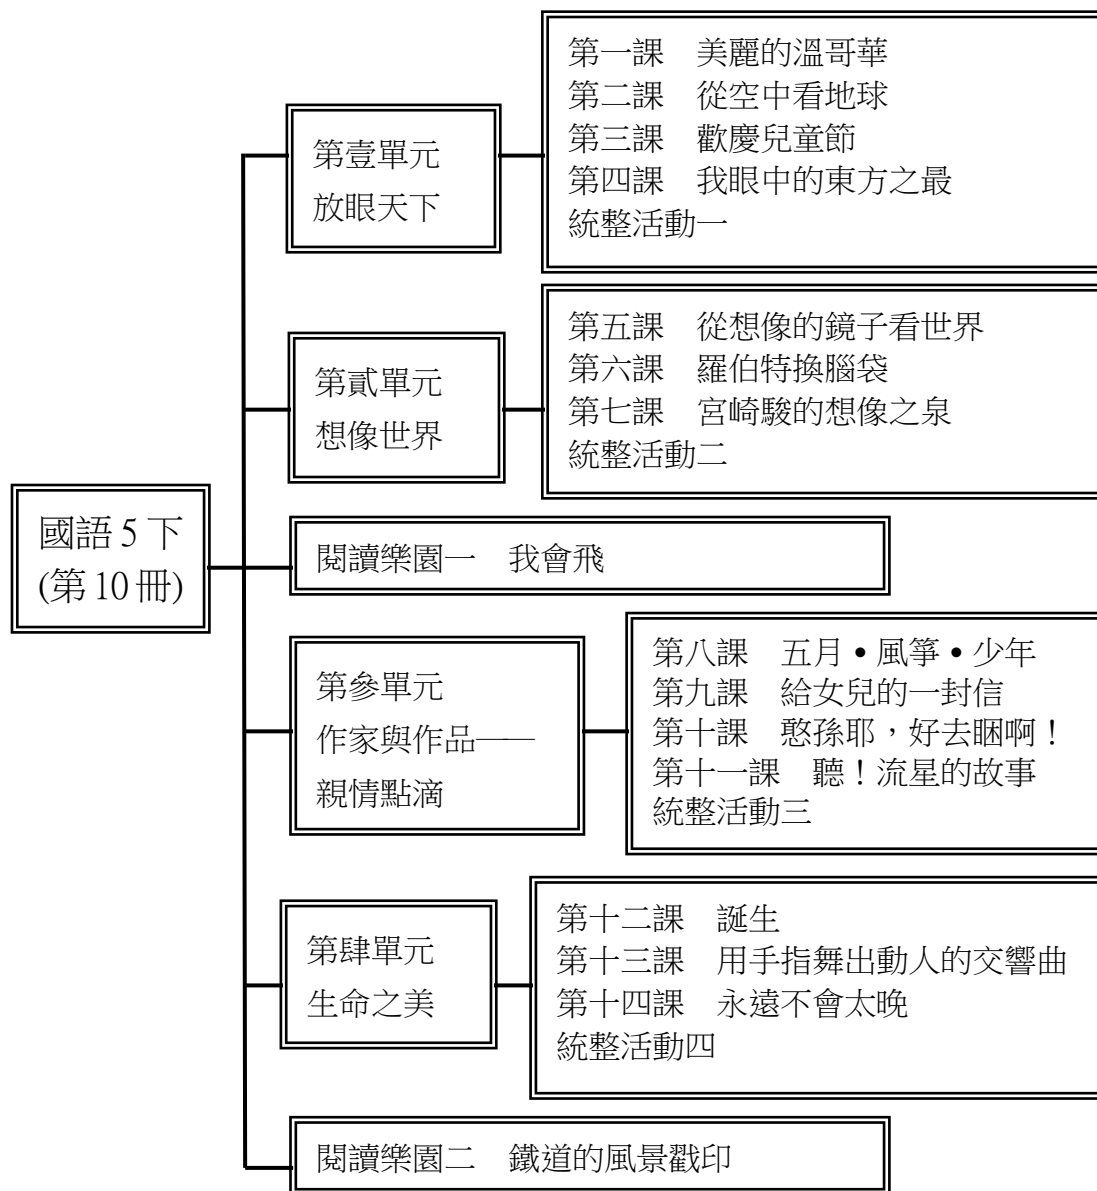 第一課　美麗的溫哥華
第二課　從空中看地球
第三課　歡慶兒童節
第四課　我眼中的東方之最
統整活動一
第壹單元
放眼天下
第五課　從想像的鏡子看世界
第六課　羅伯特換腦袋
第七課　宮崎駿的想像之泉
統整活動二
第貳單元
想像世界
國語 5 下
(第 10 冊)
閱讀樂園一　我會飛
第八課　五月•風箏•少年
第九課　給女兒的一封信
第十課　憨孫耶，好去睏啊！
第十一課　聽！流星的故事
統整活動三
第參單元
作家與作品——
親情點滴
第十二課　誕生
第十三課　用手指舞出動人的交響曲
第十四課　永遠不會太晚
統整活動四
第肆單元
生命之美
閱讀樂園二　鐵道的風景戳印